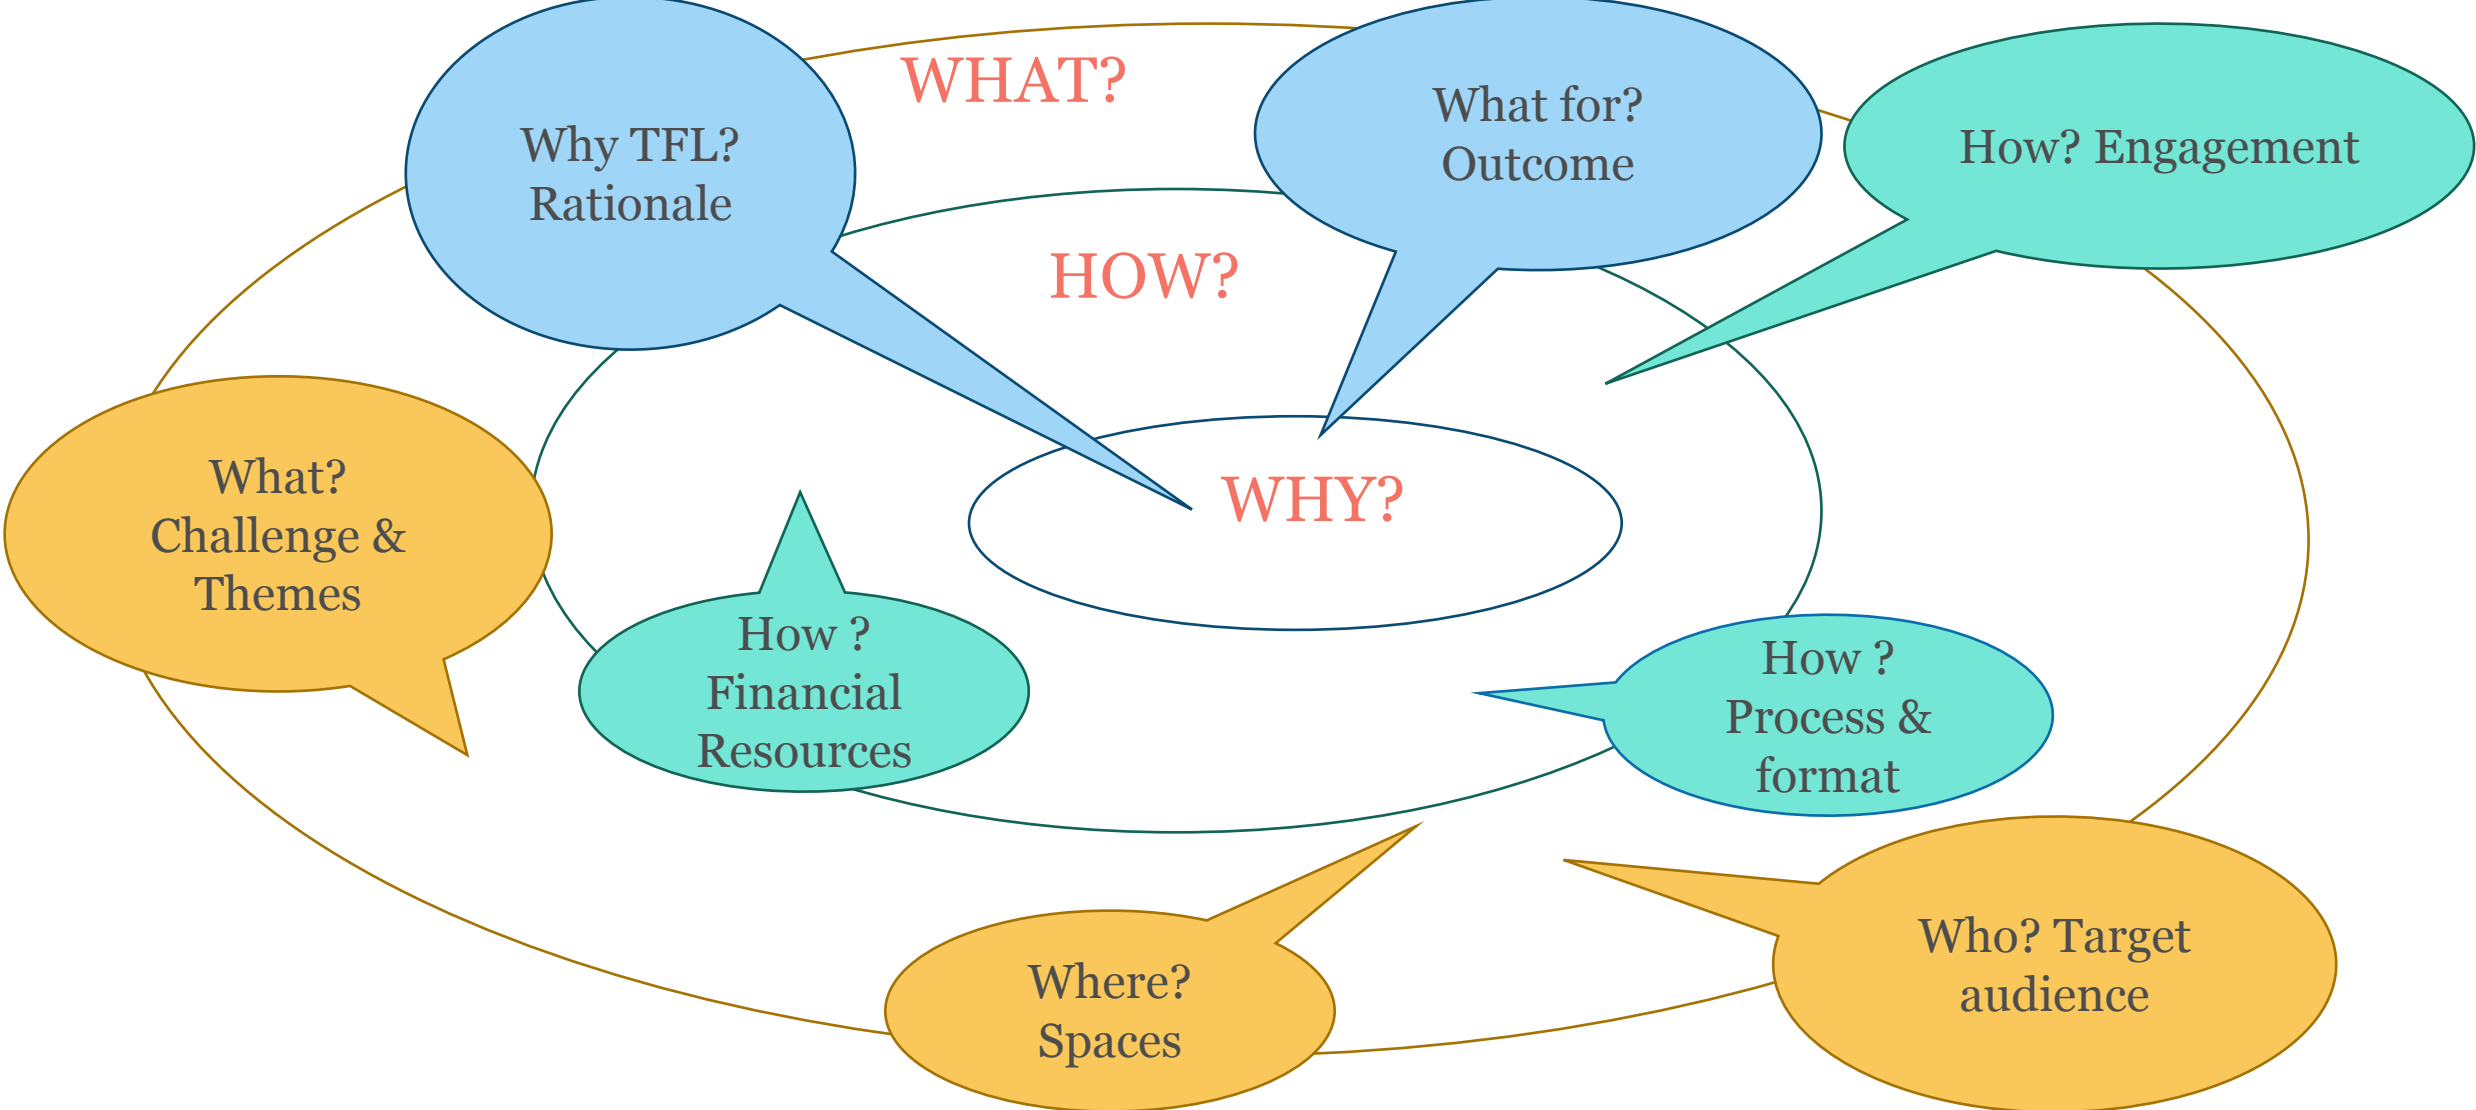 WHAT?
Why TFL?
Rationale
What for?
Outcome
How? Engagement
HOW?
What?
Challenge &
Themes
WHY?
How ?
Financial
Resources
How ?
Process &
format
Where?
Spaces
Who? Target
audience